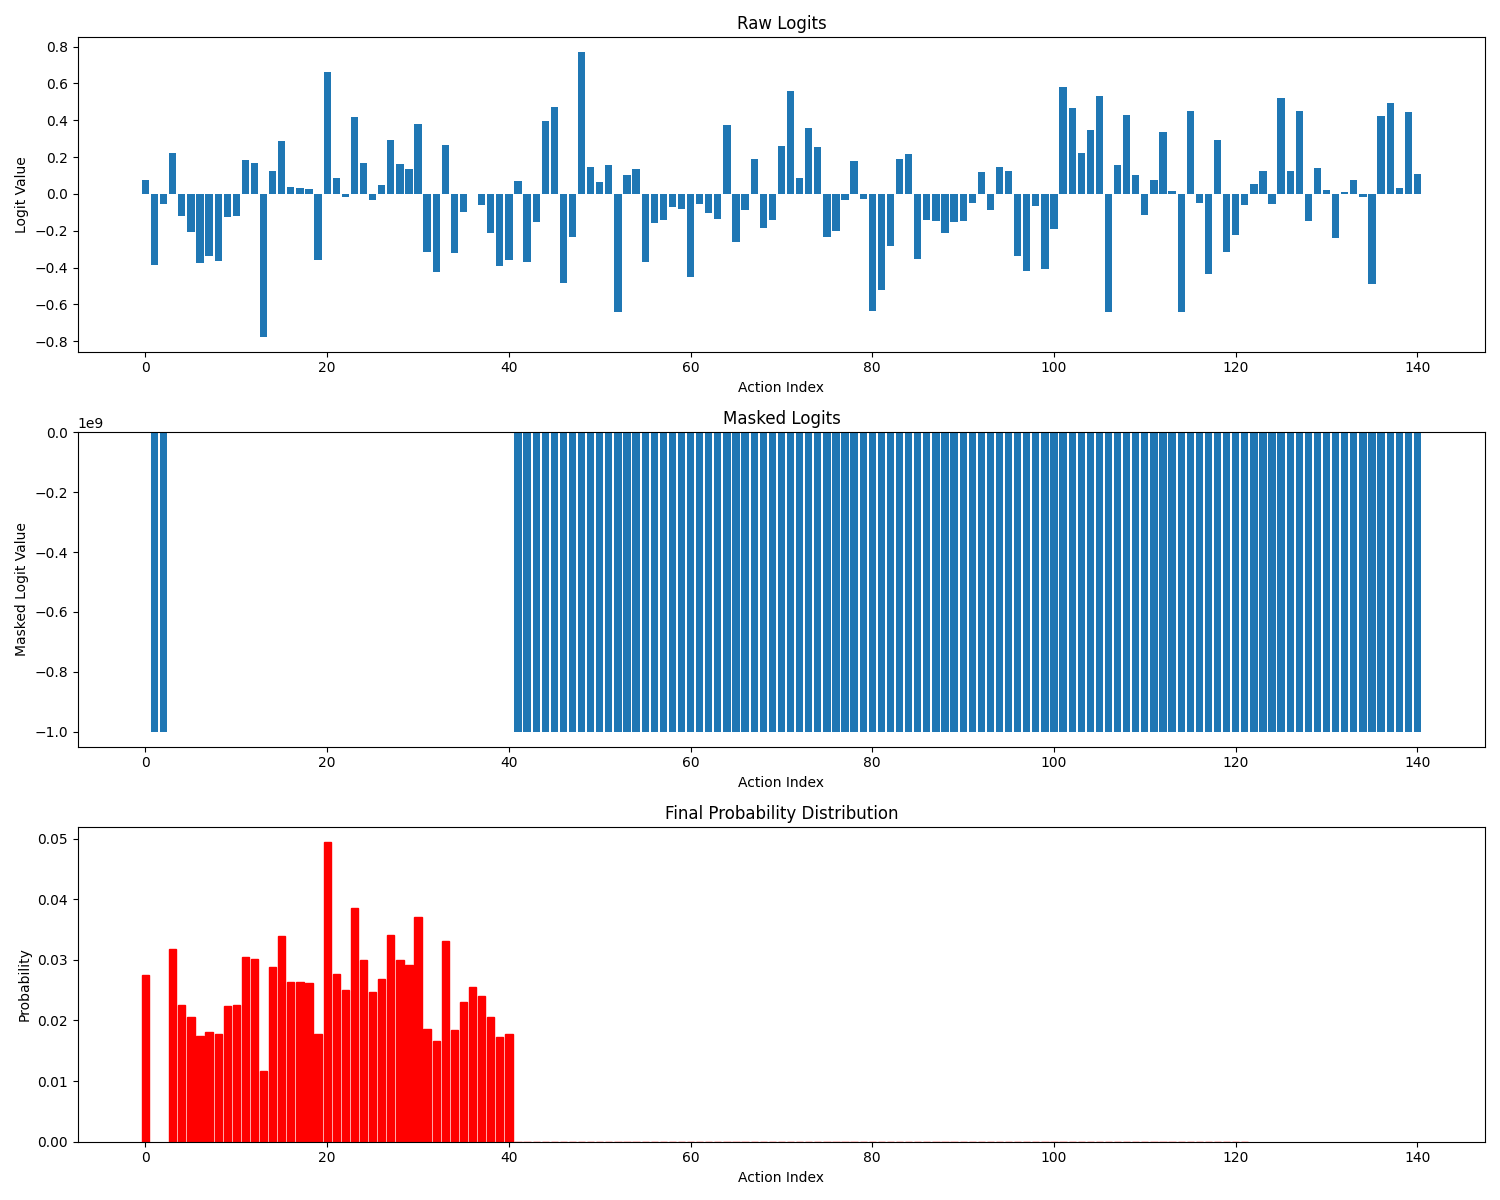 Raw Logits
0.8
0.6
0.4
0.2
0.0
−0.2
−0.4
−0.6
−0.8
Logit Value
0 20 40 60 80 100 120 140
Action Index
Masked Logits
1e9
0.0
−0.2
−0.4
−0.6
−0.8
−1.0
Masked Logit Value
0 20 40 60 80 100 120 140
Action Index
Final Probability Distribution
0.05
0.04
0.03
0.02
0.01
0.00
Probability
0 20 40 60 80 100 120 140
Action Index